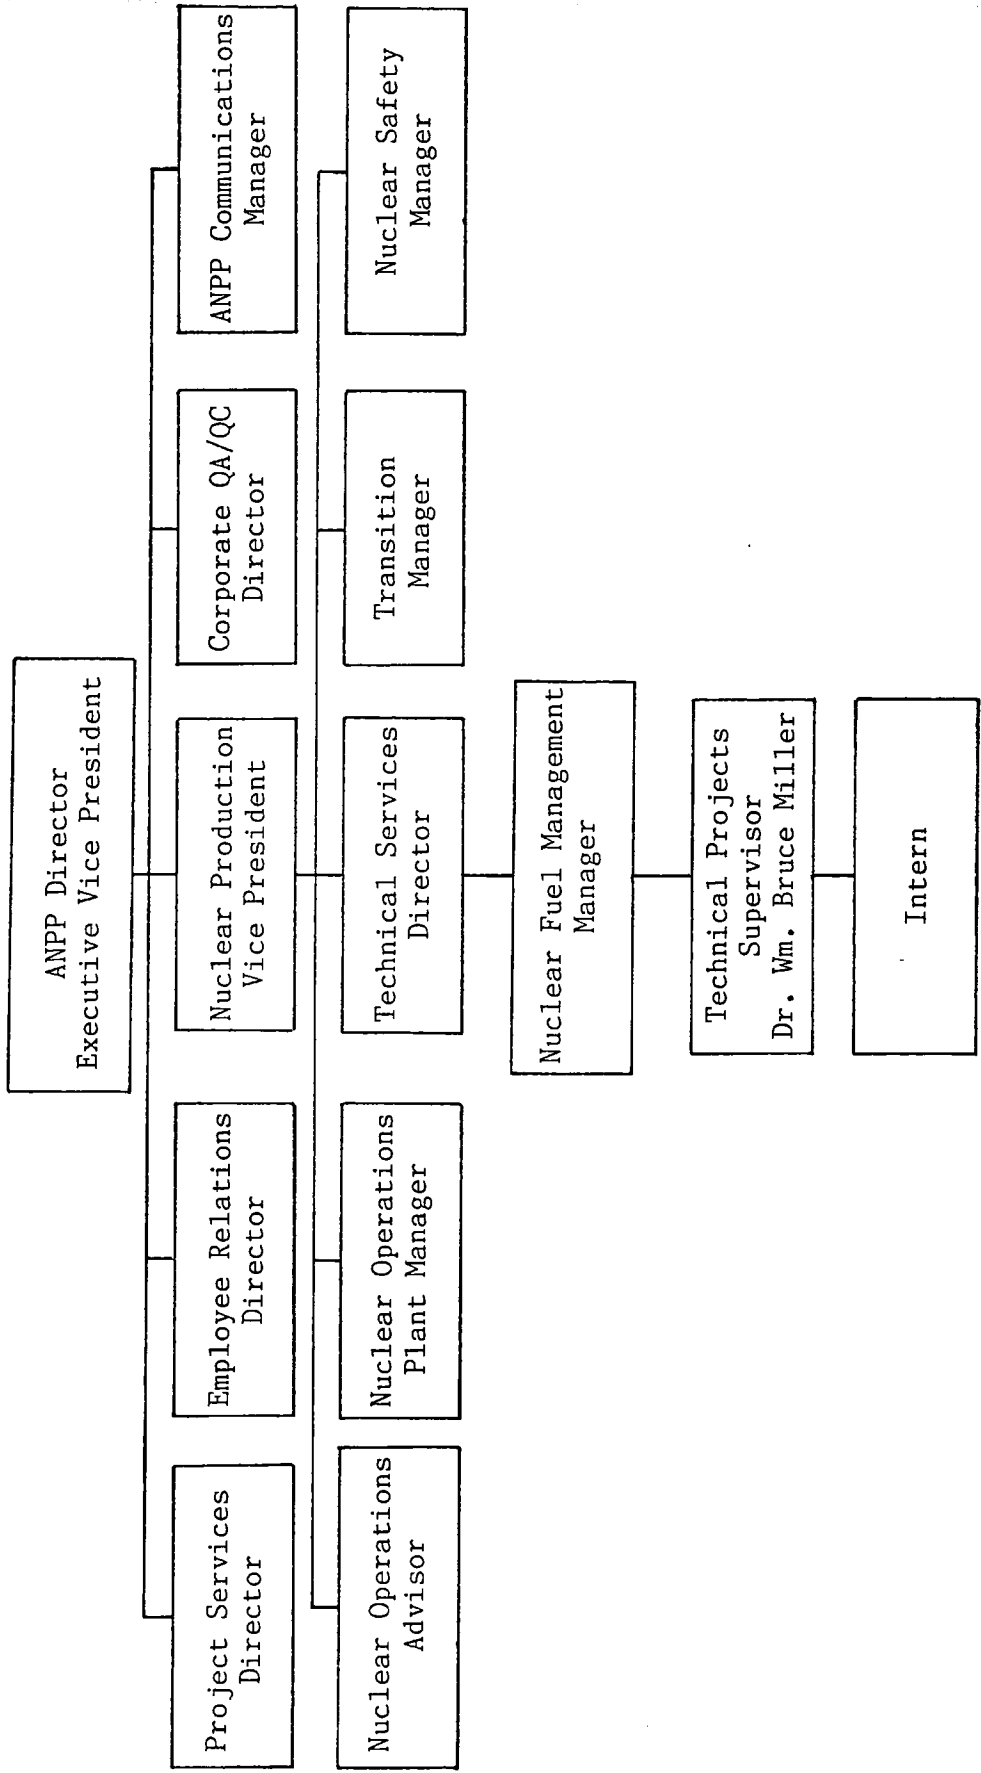 ANPP Director
Executive Vice President
Project Services
Director
Employee Relations
Director
Nuclear Production
Vice President
Corporate QA/QC
Director
ANPP Communications
Manager
Nuclear Operations
Advisor
Nuclear Operations
Plant Manager
Technical Services
Director
Transition
Manager
Nuclear Safety
Manager
Nuclear Fuel Management
Manager
Technical Projects
Supervisor
Dr. Wm. Bruce Miller
Intern